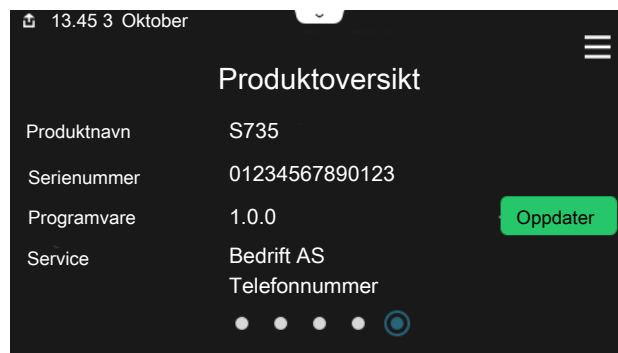 13.45 3 Oktober
Produktoversikt
Produktnavn S735
Serienummer 01234567890123
Programvare 1.0.0 Oppdater
Service Bedrift AS
Telefonnummer